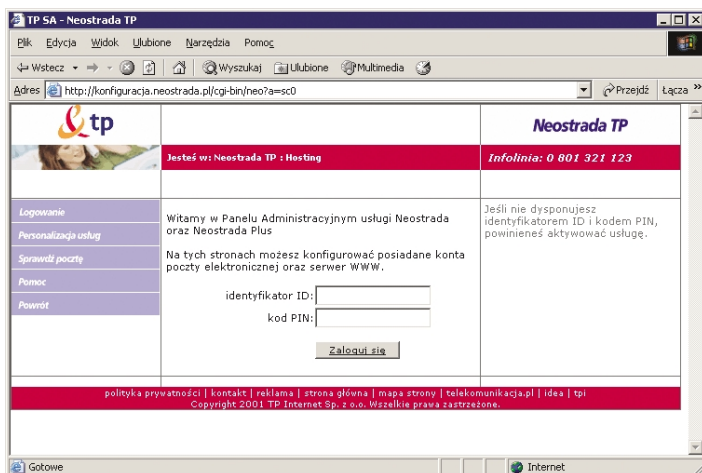 TP SA - Neostrada TP
Plik Edycja Widok Ulubione Narzędzia Pomoc
Wstecz Wyszukaj Ulubione Multimedia
Adres http://konfiguracja.neostrada.pl/cgi-bin/neo?a=sc0 Przejdź Łącza »
tp Neostrada TP
Jesteś w: Neostrada TP : Hosting Infolinia: 0 801 321 123
Logowanie
Personalizacja usług
Sprawdź pocztę
Pomoc
Powrót
Witamy w Panelu Administracyjnym usługi Neostrada
oraz Neostrada Plus
Na tych stronach możesz konfigurować posiadane konta
poczty elektronicznej oraz serwer WWW.
identyfikator ID:
kod PIN:
Zaloguj się
Jeśli nie dysponujesz
identyfikatorem ID i kodem PIN,
powinieneś aktywować usługę.
polityka prywatności | kontakt | reklama | strona główna | mapa strony | telekomunikacja.pl | idea | tpi
Copyright 2001 TP Internet Sp. z o.o. Wszelkie prawa zastrzeżone.
Gotowe Internet